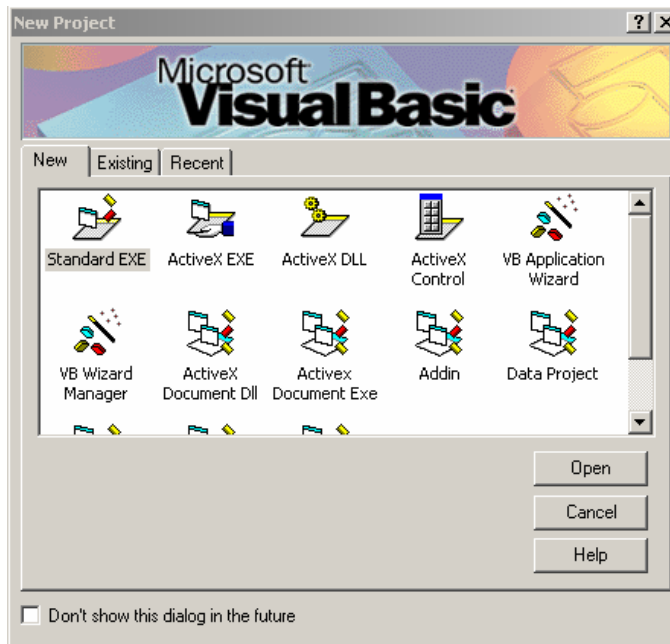 New Project
Microsoft
Visual Basic
New Existing Recent
Standard EXE ActiveX EXE ActiveX DLL ActiveX Control VB Application Wizard
VB Wizard Manager ActiveX Document Dll Activex Document Exe Addin Data Project
Open
Cancel
Help
Don't show this dialog in the future